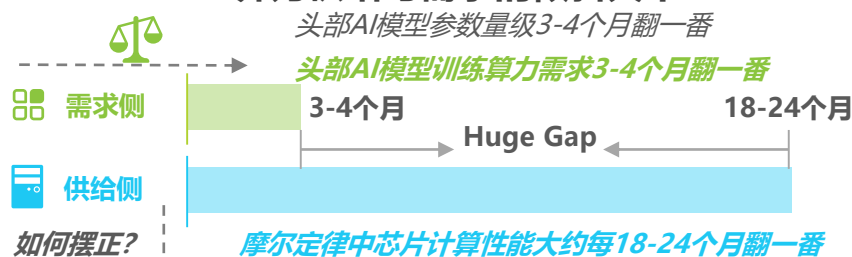 头部AI模型参数量级3-4个月翻一番
头部AI模型训练算力需求3-4个月翻一番
需求侧
3-4个月
18-24个月
Huge Gap
供给侧
如何摆正?
摩尔定律中芯片计算性能大约每18-24个月翻一番